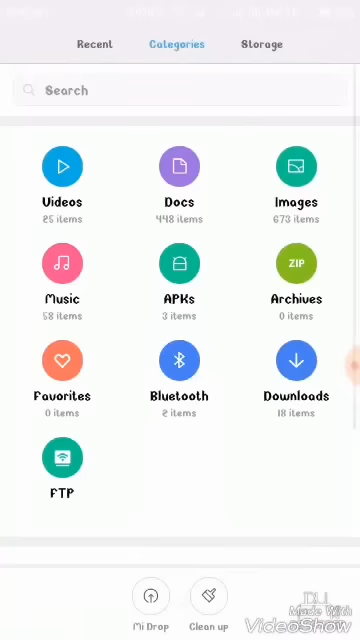 Recent Categories Storage
Search
Videos Docs Images
25 items 448 items 673 items
ZIP
Music APKs Archives
58 items 3 items 0 items
Favorites Bluetooth Downloads
0 items 2 items 18 items
FTP
Mi Drop Clean up
Made With
VideoShow